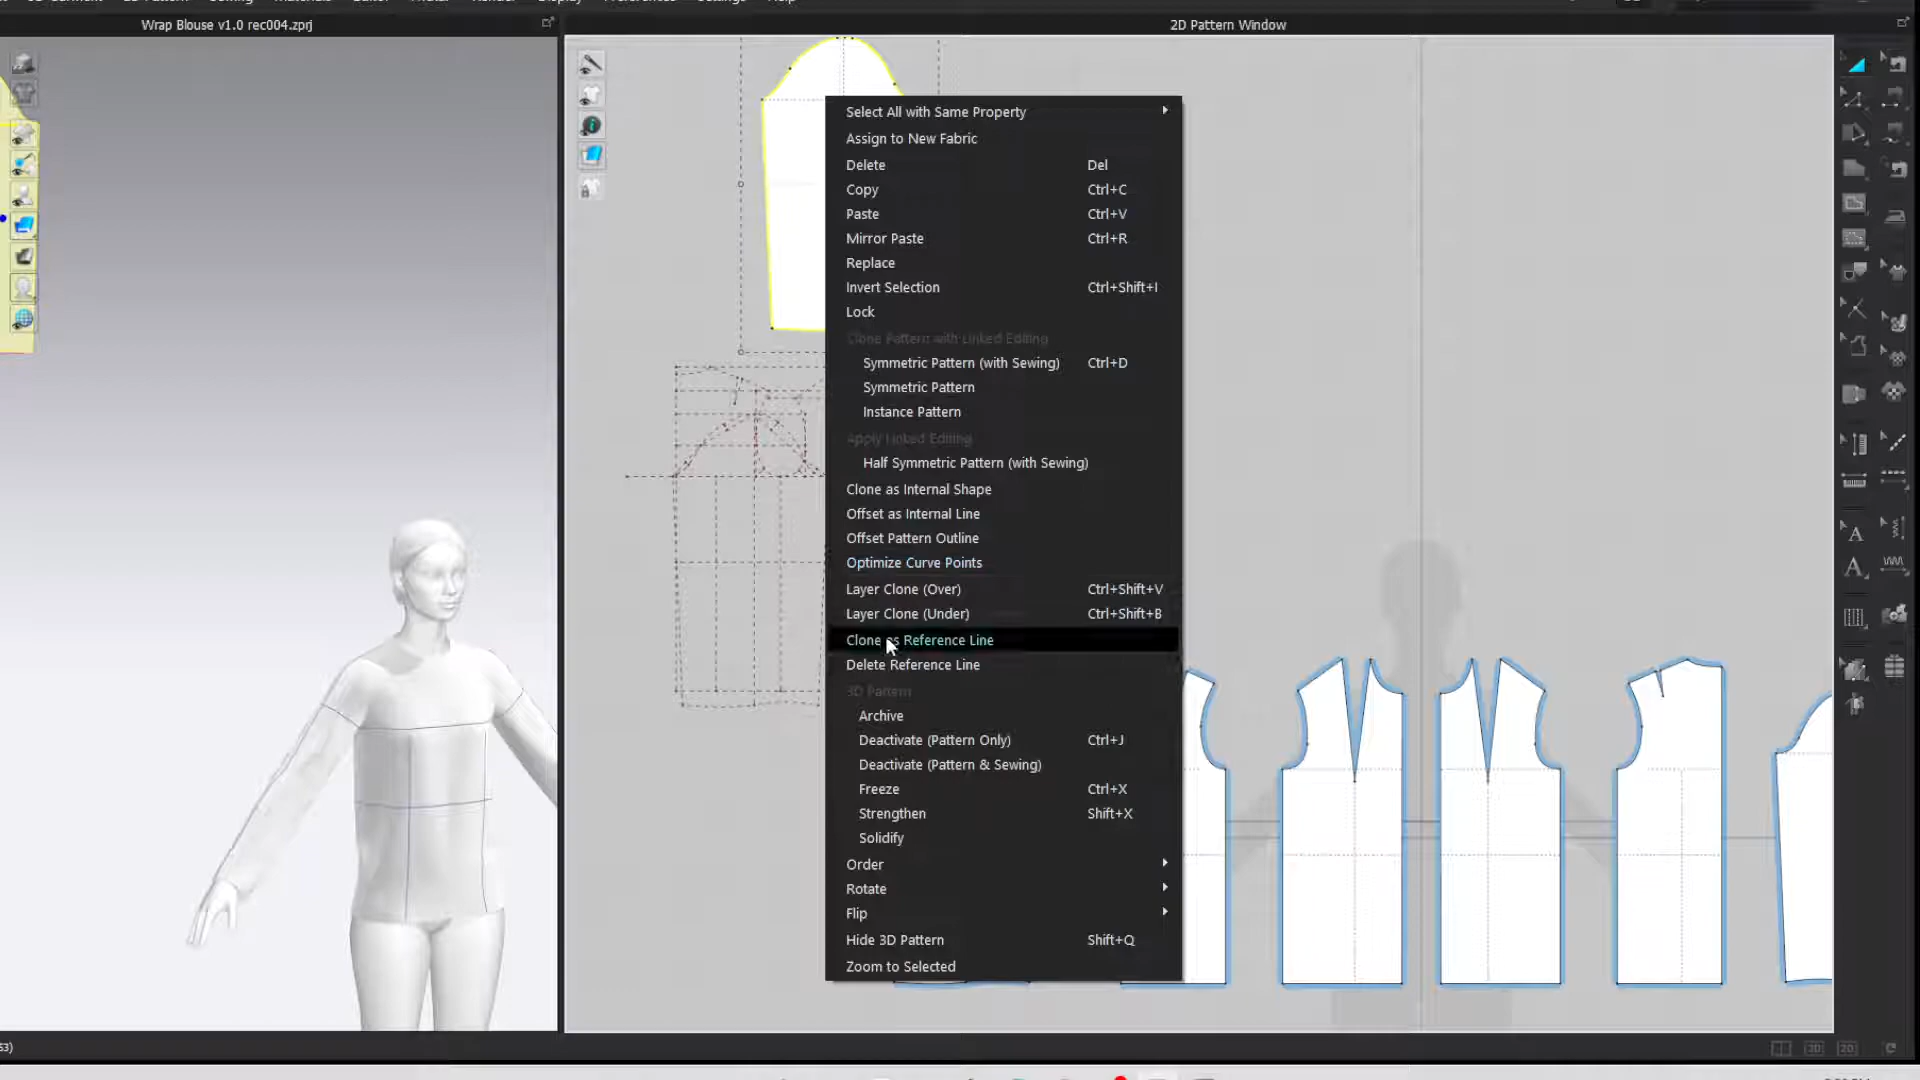 Wrap Blouse v1.0 rec004.zprj
2D Pattern Window
Select All with Same Property
Assign to New Fabric
Delete Del
Copy Ctrl+C
Paste Ctrl+V
Mirror Paste Ctrl+R
Replace
Invert Selection Ctrl+Shift+I
Lock
Clone Pattern with Linked Editing
Symmetric Pattern (with Sewing) Ctrl+D
Symmetric Pattern
Instance Pattern
Apply Linked Editing
Half Symmetric Pattern (with Sewing)
Clone as Internal Shape
Offset as Internal Line
Offset Pattern Outline
Optimize Curve Points
Layer Clone (Over) Ctrl+Shift+V
Layer Clone (Under) Ctrl+Shift+B
Clone as Reference Line
Delete Reference Line
3D Pattern
Archive
Deactivate (Pattern Only) Ctrl+J
Deactivate (Pattern & Sewing)
Freeze Ctrl+X
Strengthen Shift+X
Solidify
Order
Rotate
Flip
Hide 3D Pattern Shift+Q
Zoom to Selected
53)
3D 2D